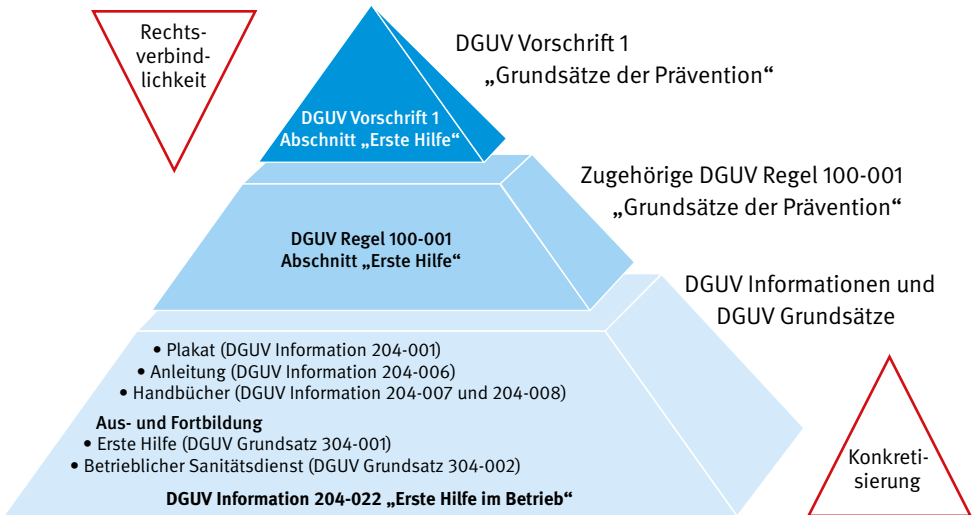 Rechts-
verbind-
lichkeit
DGUV Vorschrift 1
„Grundsätze der Prävention“
DGUV Vorschrift 1
Abschnitt „Erste Hilfe“
Zugehörige DGUV Regel 100-001
„Grundsätze der Prävention“
DGUV Regel 100-001
Abschnitt „Erste Hilfe“
DGUV Informationen und
DGUV Grundsätze
• Plakat (DGUV Information 204-001)
• Anleitung (DGUV Information 204-006)
• Handbücher (DGUV Information 204-007 und 204-008)
Aus- und Fortbildung
• Erste Hilfe (DGUV Grundsatz 304-001)
• Betrieblicher Sanitätsdienst (DGUV Grundsatz 304-002)
DGUV Information 204-022 „Erste Hilfe im Betrieb“
Konkreti-
sierung